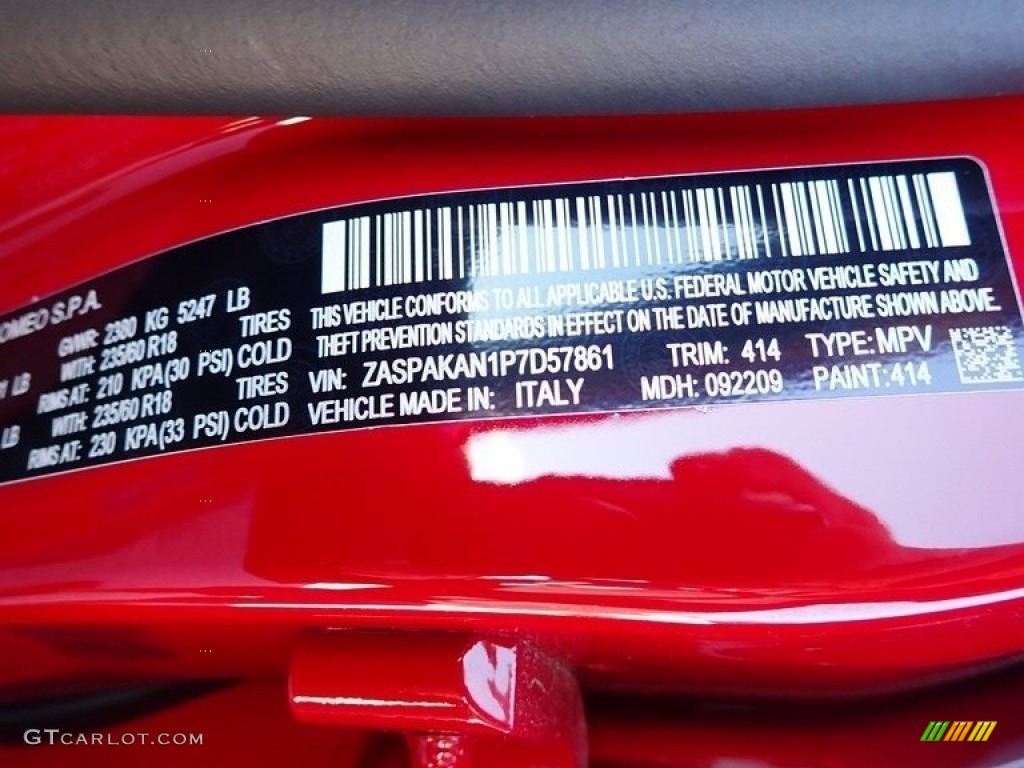 S.P.A.
GVWR: 2380 KG 5247 LB
WITH: 235/60 R18 TIRES
LB RIMS AT: 210 KPA(30 PSI) COLD
WITH: 235/60 R18 TIRES
LB RIMS AT: 230 KPA(33 PSI) COLD
THIS VEHICLE CONFORMS TO ALL APPLICABLE U.S. FEDERAL MOTOR VEHICLE SAFETY AND
THEFT PREVENTION STANDARDS IN EFFECT ON THE DATE OF MANUFACTURE SHOWN ABOVE.
VIN: ZASPAKAN1P7D57861 TRIM: 414 TYPE: MPV
VEHICLE MADE IN: ITALY MDH: 092209 PAINT:414
GTCARLOT.COM